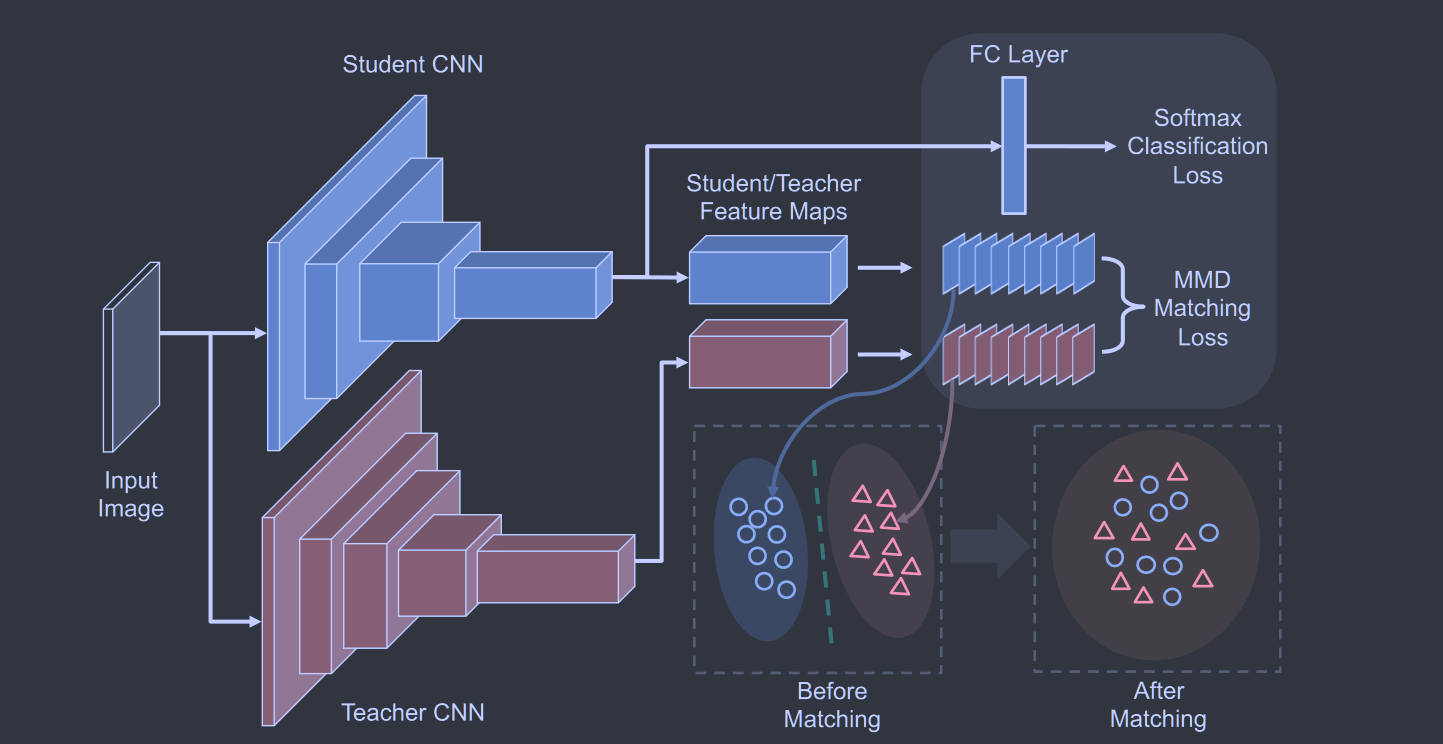 Student CNN
FC Layer
Softmax
Classification
Loss
Student/Teacher
Feature Maps
MMD
Matching
Loss
Input
Image
Teacher CNN
Before
Matching
After
Matching